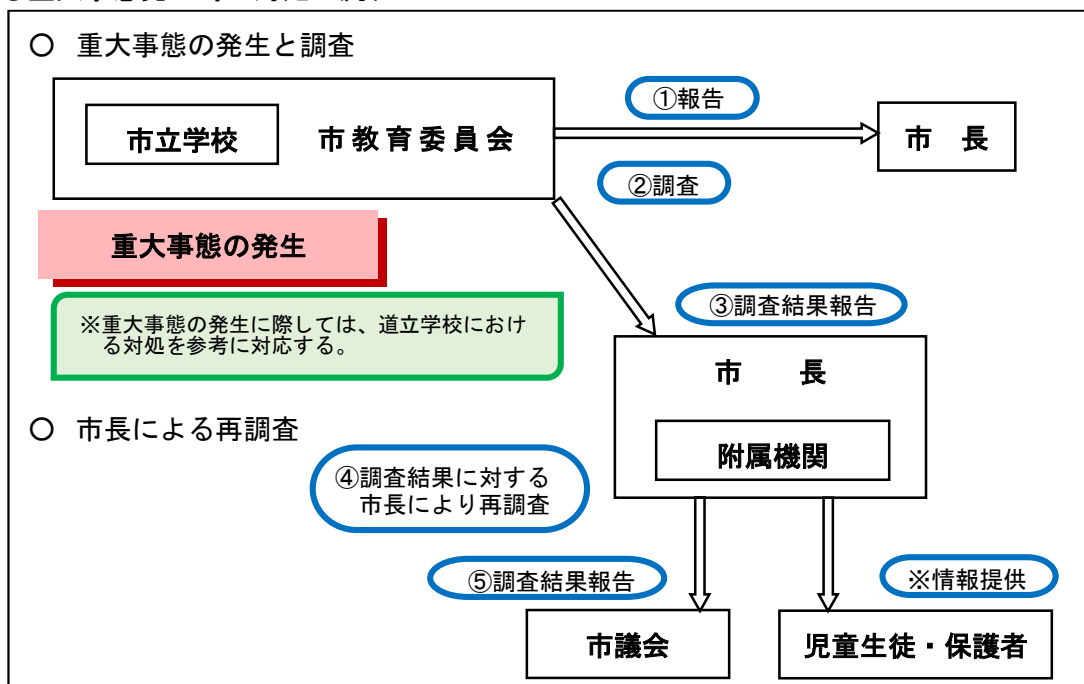 〇 重大事態の発生と調査
①報告
市立学校
市教育委員会
市 長
②調査
重大事態の発生
③調査結果報告
※重大事態の発生に際しては、道立学校におけ
る対処を参考に対応する。
市 長
〇 市長による再調査
附属機関
④調査結果に対する
市長により再調査
⑤調査結果報告
※情報提供
市議会
児童生徒・保護者